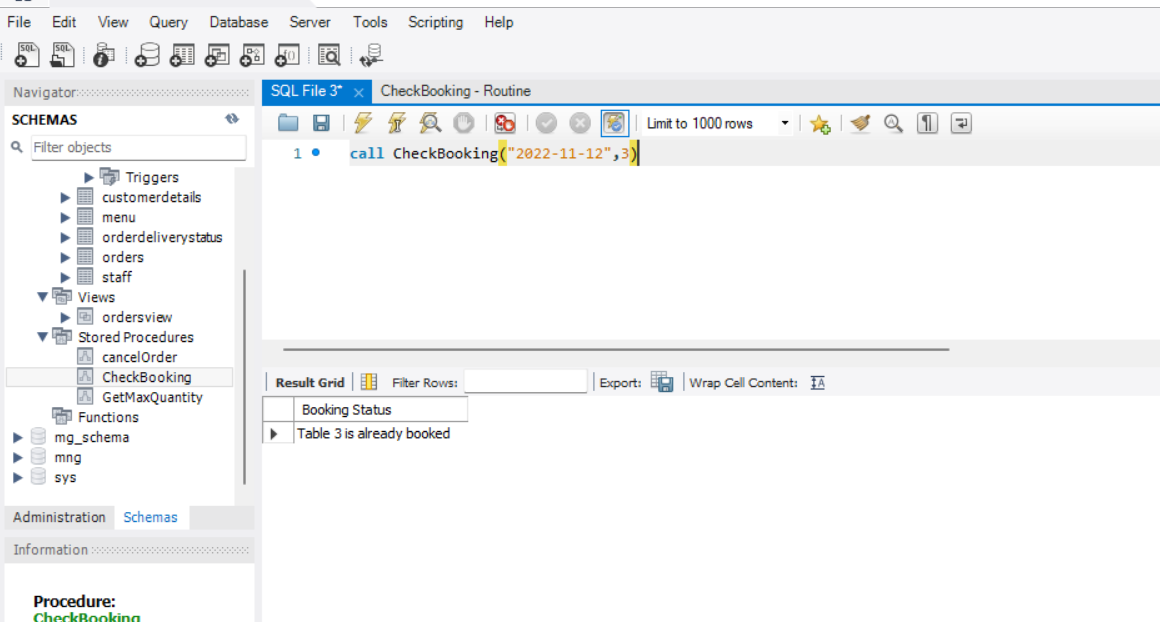 File Edit View Query Database Server Tools Scripting Help
SQL SQL
Navigator
SCHEMAS
Filter objects
Triggers
customerdetails
menu
orderdeliverystatus
orders
staff
Views
ordersview
Stored Procedures
cancelOrder
CheckBooking
GetMaxQuantity
Functions
mg_schema
mng
sys
Administration Schemas
Information
Procedure:
CheckBooking
SQL File 3* CheckBooking - Routine
Limit to 1000 rows
1 call CheckBooking("2022-11-12",3)
Result Grid Filter Rows: Export: Wrap Cell Content: IA
Booking Status
Table 3 is already booked